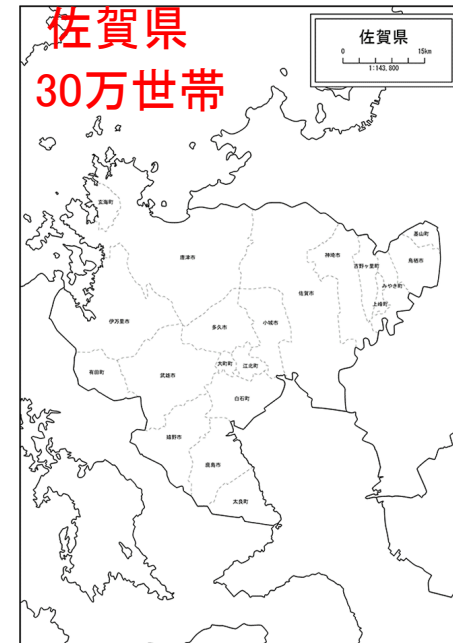 佐賀県
30万世帯
佐賀県
0 15km
1:143,800
玄海町
唐津市
伊万里市
有田町
武雄市
多久市
小城市
大町町
江北町
白石町
嬉野市
鹿島市
太良町
佐賀市
神埼市
吉野ヶ里町
上峰町
みやき町
鳥栖市
基山町